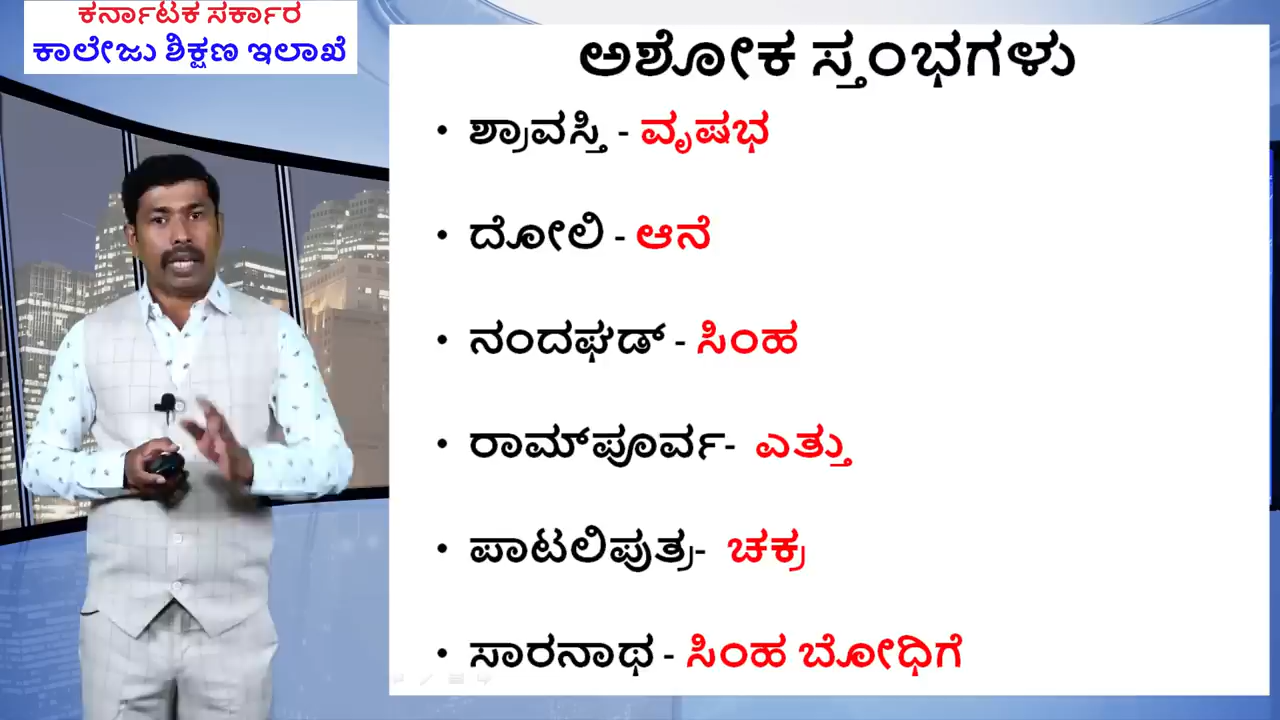 ಕರ್ನಾಟಕ ಸರ್ಕಾರ
ಕಾಲೇಜು ಶಿಕ್ಷಣ ಇಲಾಖೆ
ಅಶೋಕ ಸ್ತಂಭಗಳು
• ಶ್ರಾವಸ್ತಿ - ವೃಷಭ
• ದೋಲಿ - ಆನೆ
• ನಂದಘಡ್ - ಸಿಂಹ
• ರಾಮ್‌ಪೂರ್ವ- ಎತ್ತು
• ಪಾಟಲಿಪುತ್ರ- ಚಕ್ರ
• ಸಾರನಾಥ - ಸಿಂಹ ಬೋಧಿಗೆ